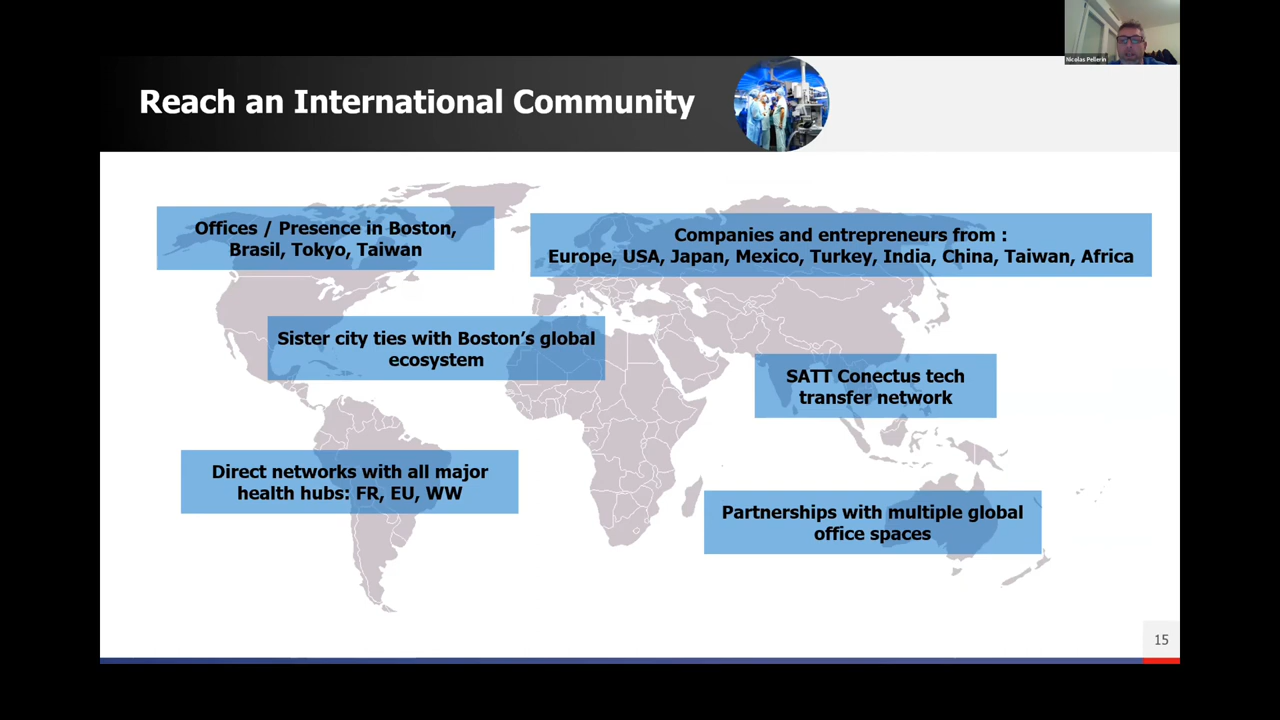 Nicolas Pellerin
Reach an International Community
Offices / Presence in Boston,
Brasil, Tokyo, Taiwan
Companies and entrepreneurs from :
Europe, USA, Japan, Mexico, Turkey, India, China, Taiwan, Africa
Sister city ties with Boston’s global
ecosystem
SATT Conectus tech
transfer network
Direct networks with all major
health hubs: FR, EU, WW
Partnerships with multiple global
office spaces
15